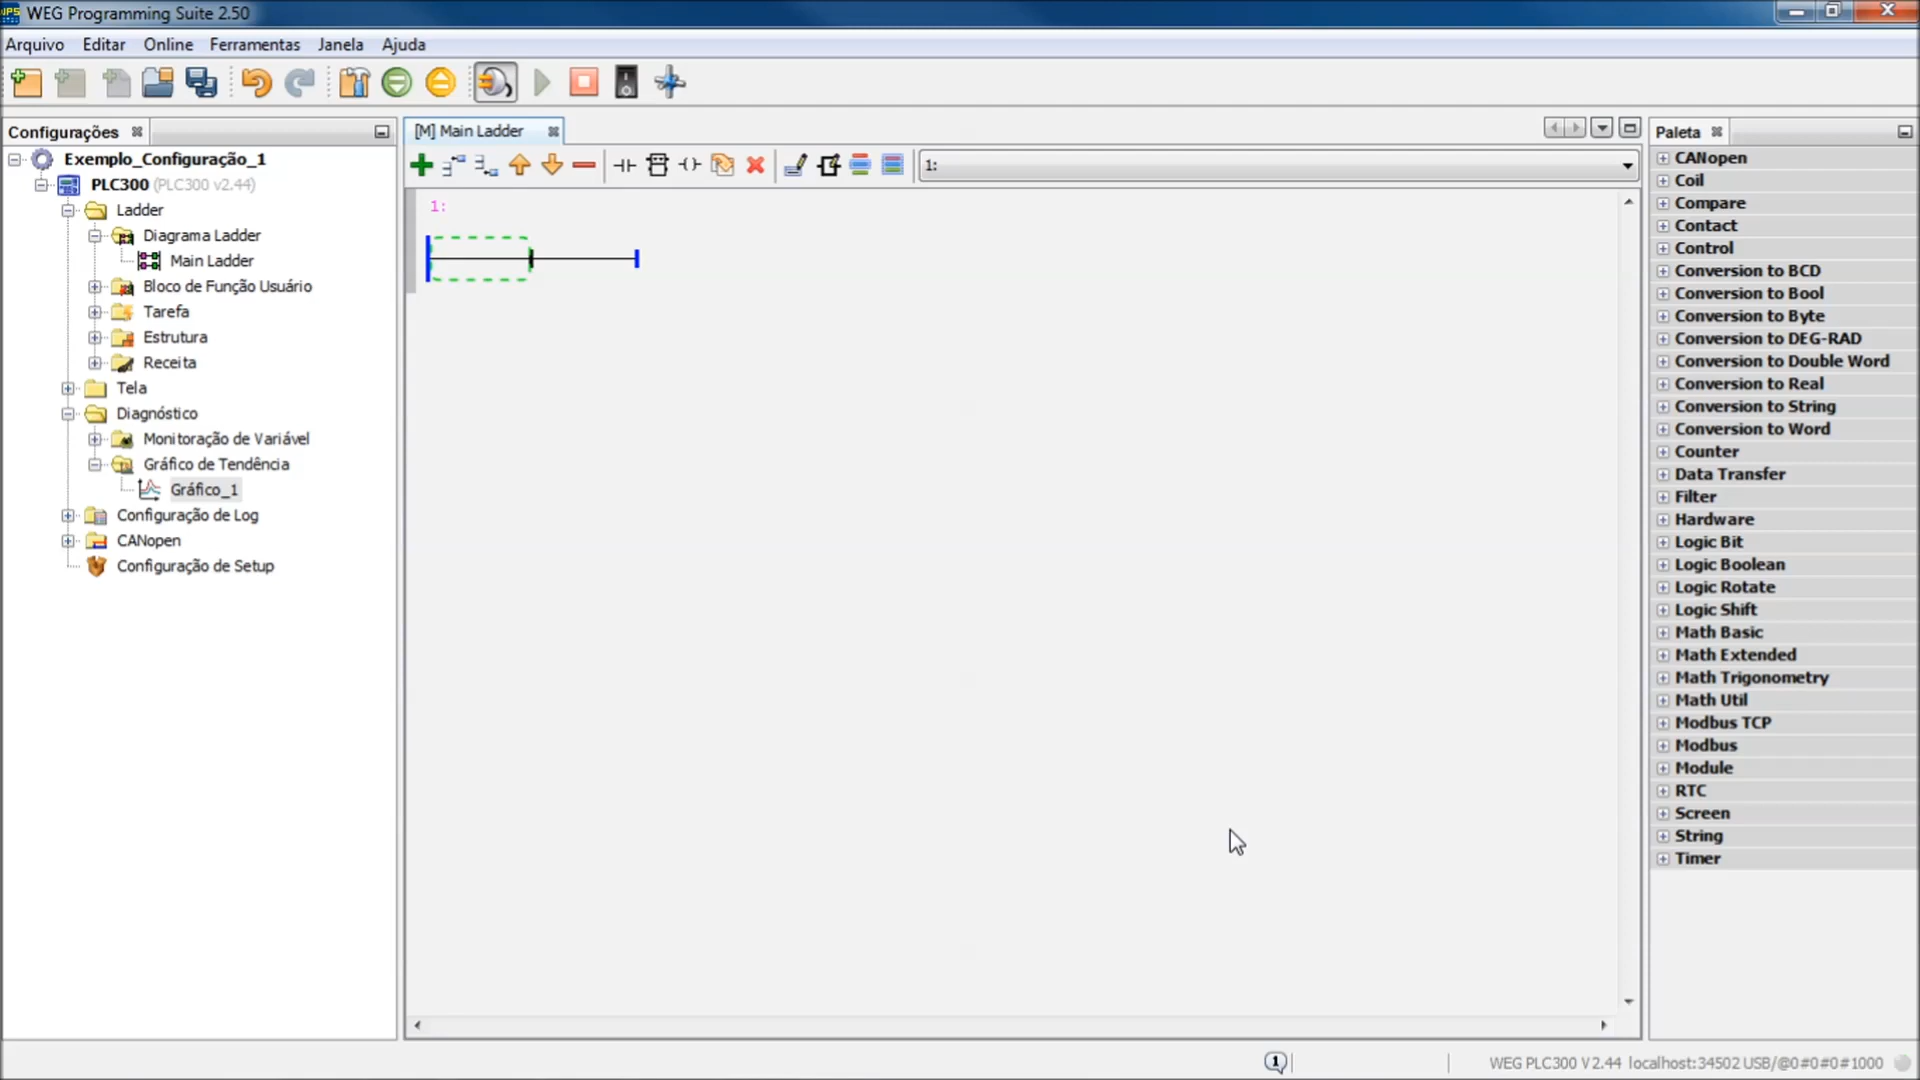 WEG Programming Suite 2.50
Arquivo Editar Online Ferramentas Janela Ajuda
Configurações
[M] Main Ladder
Paleta
1:
1:
Exemplo_Configuração_1
PLC300 (PLC300 v2.44)
Ladder
Diagrama Ladder
Main Ladder
Bloco de Função Usuário
Tarefa
Estrutura
Receita
Tela
Diagnóstico
Monitoração de Variável
Gráfico de Tendência
Gráfico_1
Configuração de Log
CANopen
Configuração de Setup
CANopen
Coil
Compare
Contact
Control
Conversion to BCD
Conversion to Bool
Conversion to Byte
Conversion to DEG-RAD
Conversion to Double Word
Conversion to Real
Conversion to String
Conversion to Word
Counter
Data Transfer
Filter
Hardware
Logic Bit
Logic Boolean
Logic Rotate
Logic Shift
Math Basic
Math Extended
Math Trigonometry
Math Util
Modbus TCP
Modbus
Module
RTC
Screen
String
Timer
1
WEG PLC300 V2.44 localhost:34502 USB/@0#0#0#1000